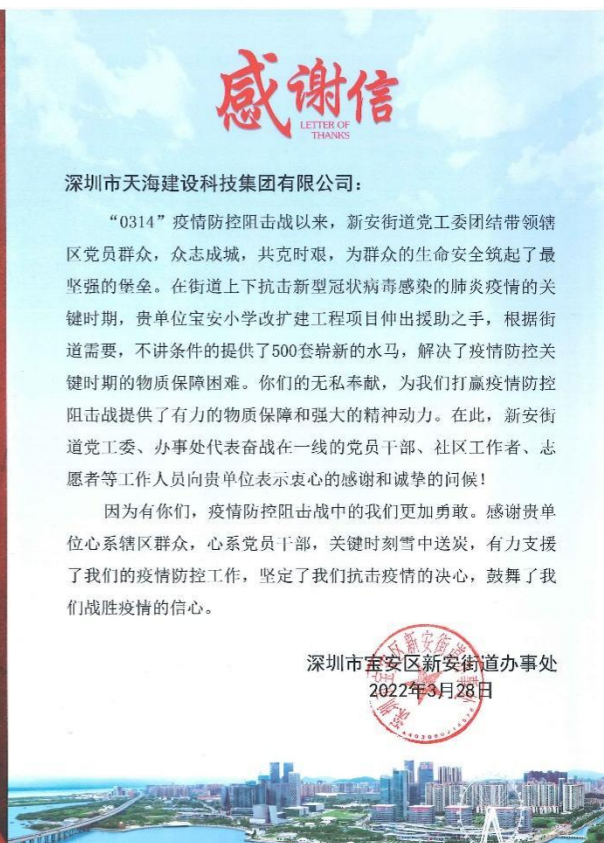 感谢信
LETTER OF
THANKS
深圳市天海建设科技集团有限公司：
“0314”疫情防控阻击战以来，新安街道党工委团结带领辖
区党员群众，众志成城，共克时艰，为群众的生命安全筑起了最
坚强的堡垒。在街道上下抗击新型冠状病毒感染的肺炎疫情的关
键时期，贵单位宝安小学改扩建工程项目伸出援助之手，根据街
道需要，不讲条件的提供了500套崭新的水马，解决了疫情防控关
键时期的物质保障困难。你们的无私奉献，为我们打赢疫情防控
阻击战提供了有力的物质保障和强大的精神动力。在此，新安街
道党工委、办事处代表奋战在一线的党员干部、社区工作者、志
愿者等工作人员向贵单位表示衷心的感谢和诚挚的问候！
因为有你们，疫情防控阻击战中的我们更加勇敢。感谢贵单
位心系辖区群众，心系党员干部，关键时刻雪中送炭，有力支援
了我们的疫情防控工作，坚定了我们抗击疫情的决心，鼓舞了我
们战胜疫情的信心。
深圳市宝安区新安街道办事处
2022年3月28日